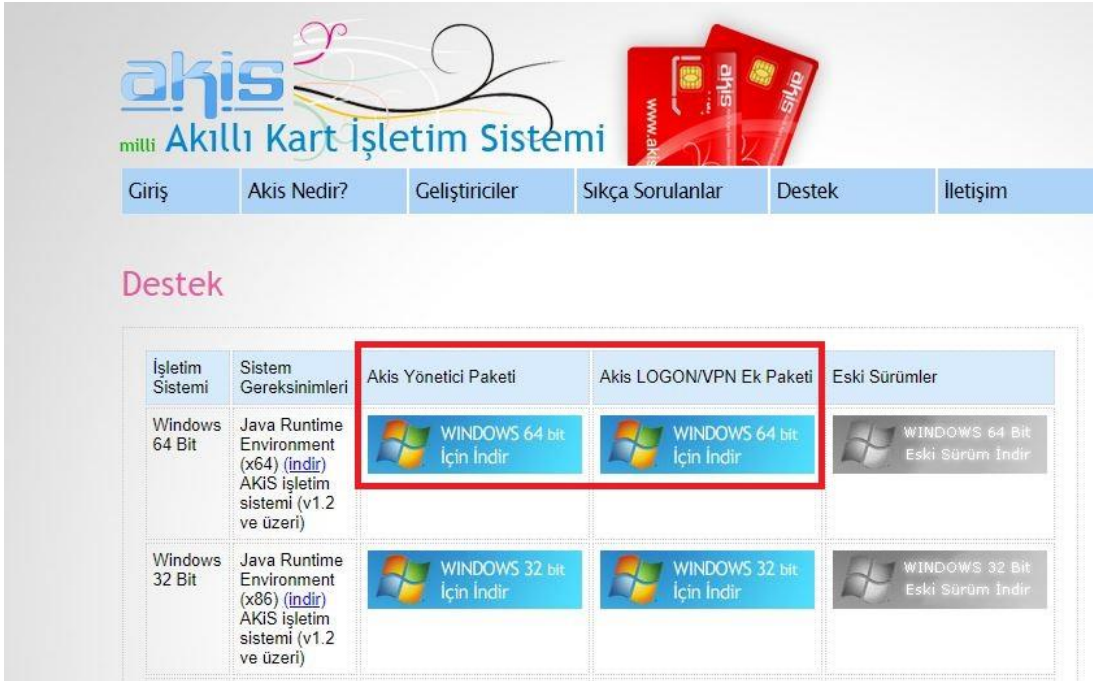 akis
milli Akıllı Kart İşletim Sistemi
www.akis
akis
akis
Giriş
Akis Nedir?
Geliştiriciler
Sıkça Sorulanlar
Destek
İletişim
Destek
İşletim
Sistemi
Sistem
Gereksinimleri
Akis Yönetici Paketi
Akis LOGON/VPN Ek Paketi
Eski Sürümler
Windows
64 Bit
Java Runtime
Environment
(x64) (indir)
AKiS işletim
sistemi (v1.2
ve üzeri)
WINDOWS 64 bit
İçin İndir
WINDOWS 64 bit
İçin İndir
WINDOWS 64 Bit
Eski Sürüm İndir
Windows
32 Bit
Java Runtime
Environment
(x86) (indir)
AKiS işletim
sistemi (v1.2
ve üzeri)
WINDOWS 32 bit
İçin İndir
WINDOWS 32 bit
İçin İndir
WINDOWS 32 Bit
Eski Sürüm İndir